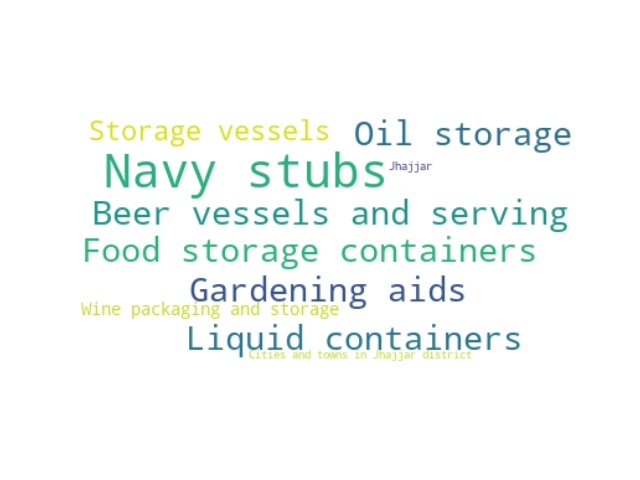 Storage vessels
Oil storage
Navy stubs
Jhajjar
Beer vessels and serving
Food storage containers
Gardening aids
Wine packaging and storage
Liquid containers
Cities and towns in Jhajjar district